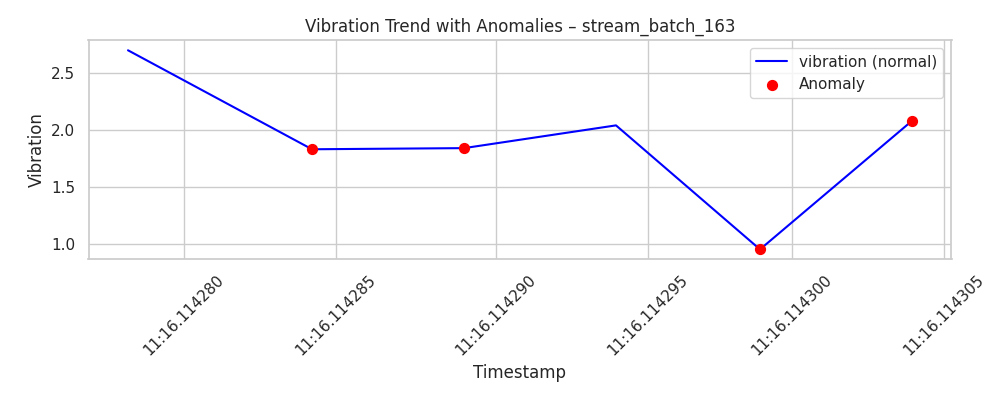 Vibration Trend with Anomalies – stream_batch_163
vibration (normal)
Anomaly
Vibration
2.5
2.0
1.5
1.0
11:16.114280
11:16.114285
11:16.114290
11:16.114295
11:16.114300
11:16.114305
Timestamp